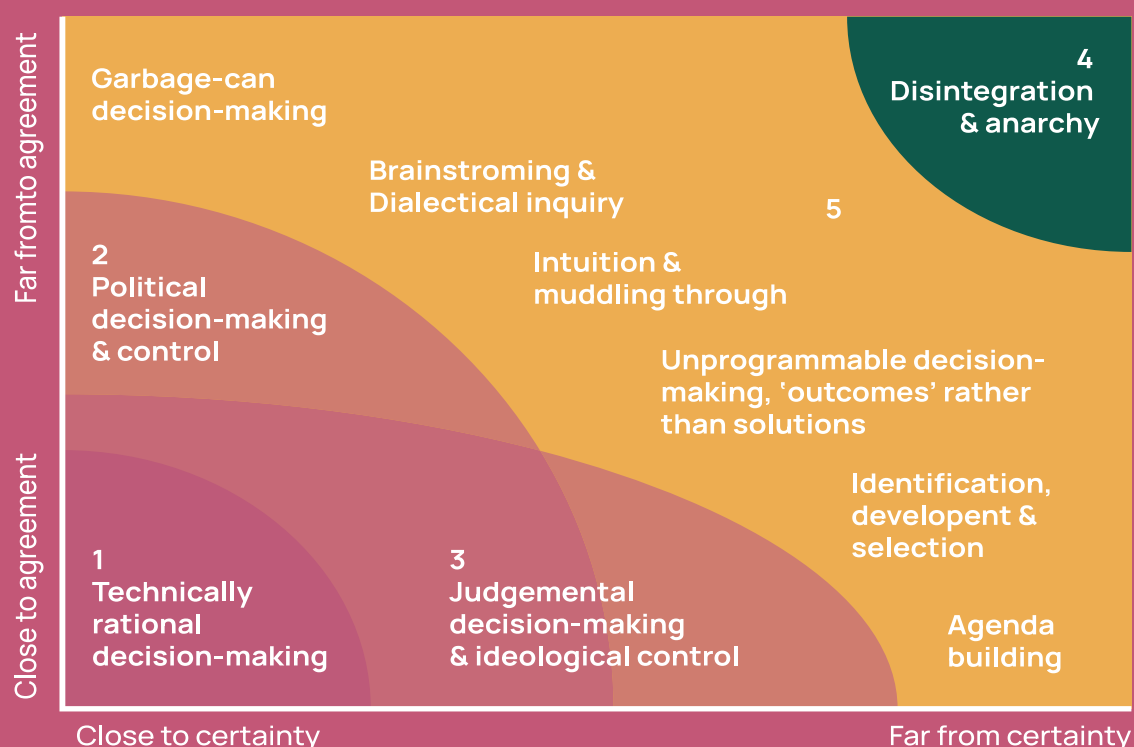 Far fromto agreement
Close to agreement
Garbage-can
decision-making
4
Disintegration
& anarchy
Brainstroming &
Dialectical inquiry
5
2
Political
decision-making
& control
Intuition &
muddling through
Unprogrammable decision-
making, ‘outcomes’ rather
than solutions
Identification,
developent &
selection
1
Technically
rational
decision-making
3
Judgemental
decision-making
& ideological control
Agenda
building
Close to certainty
Far from certainty